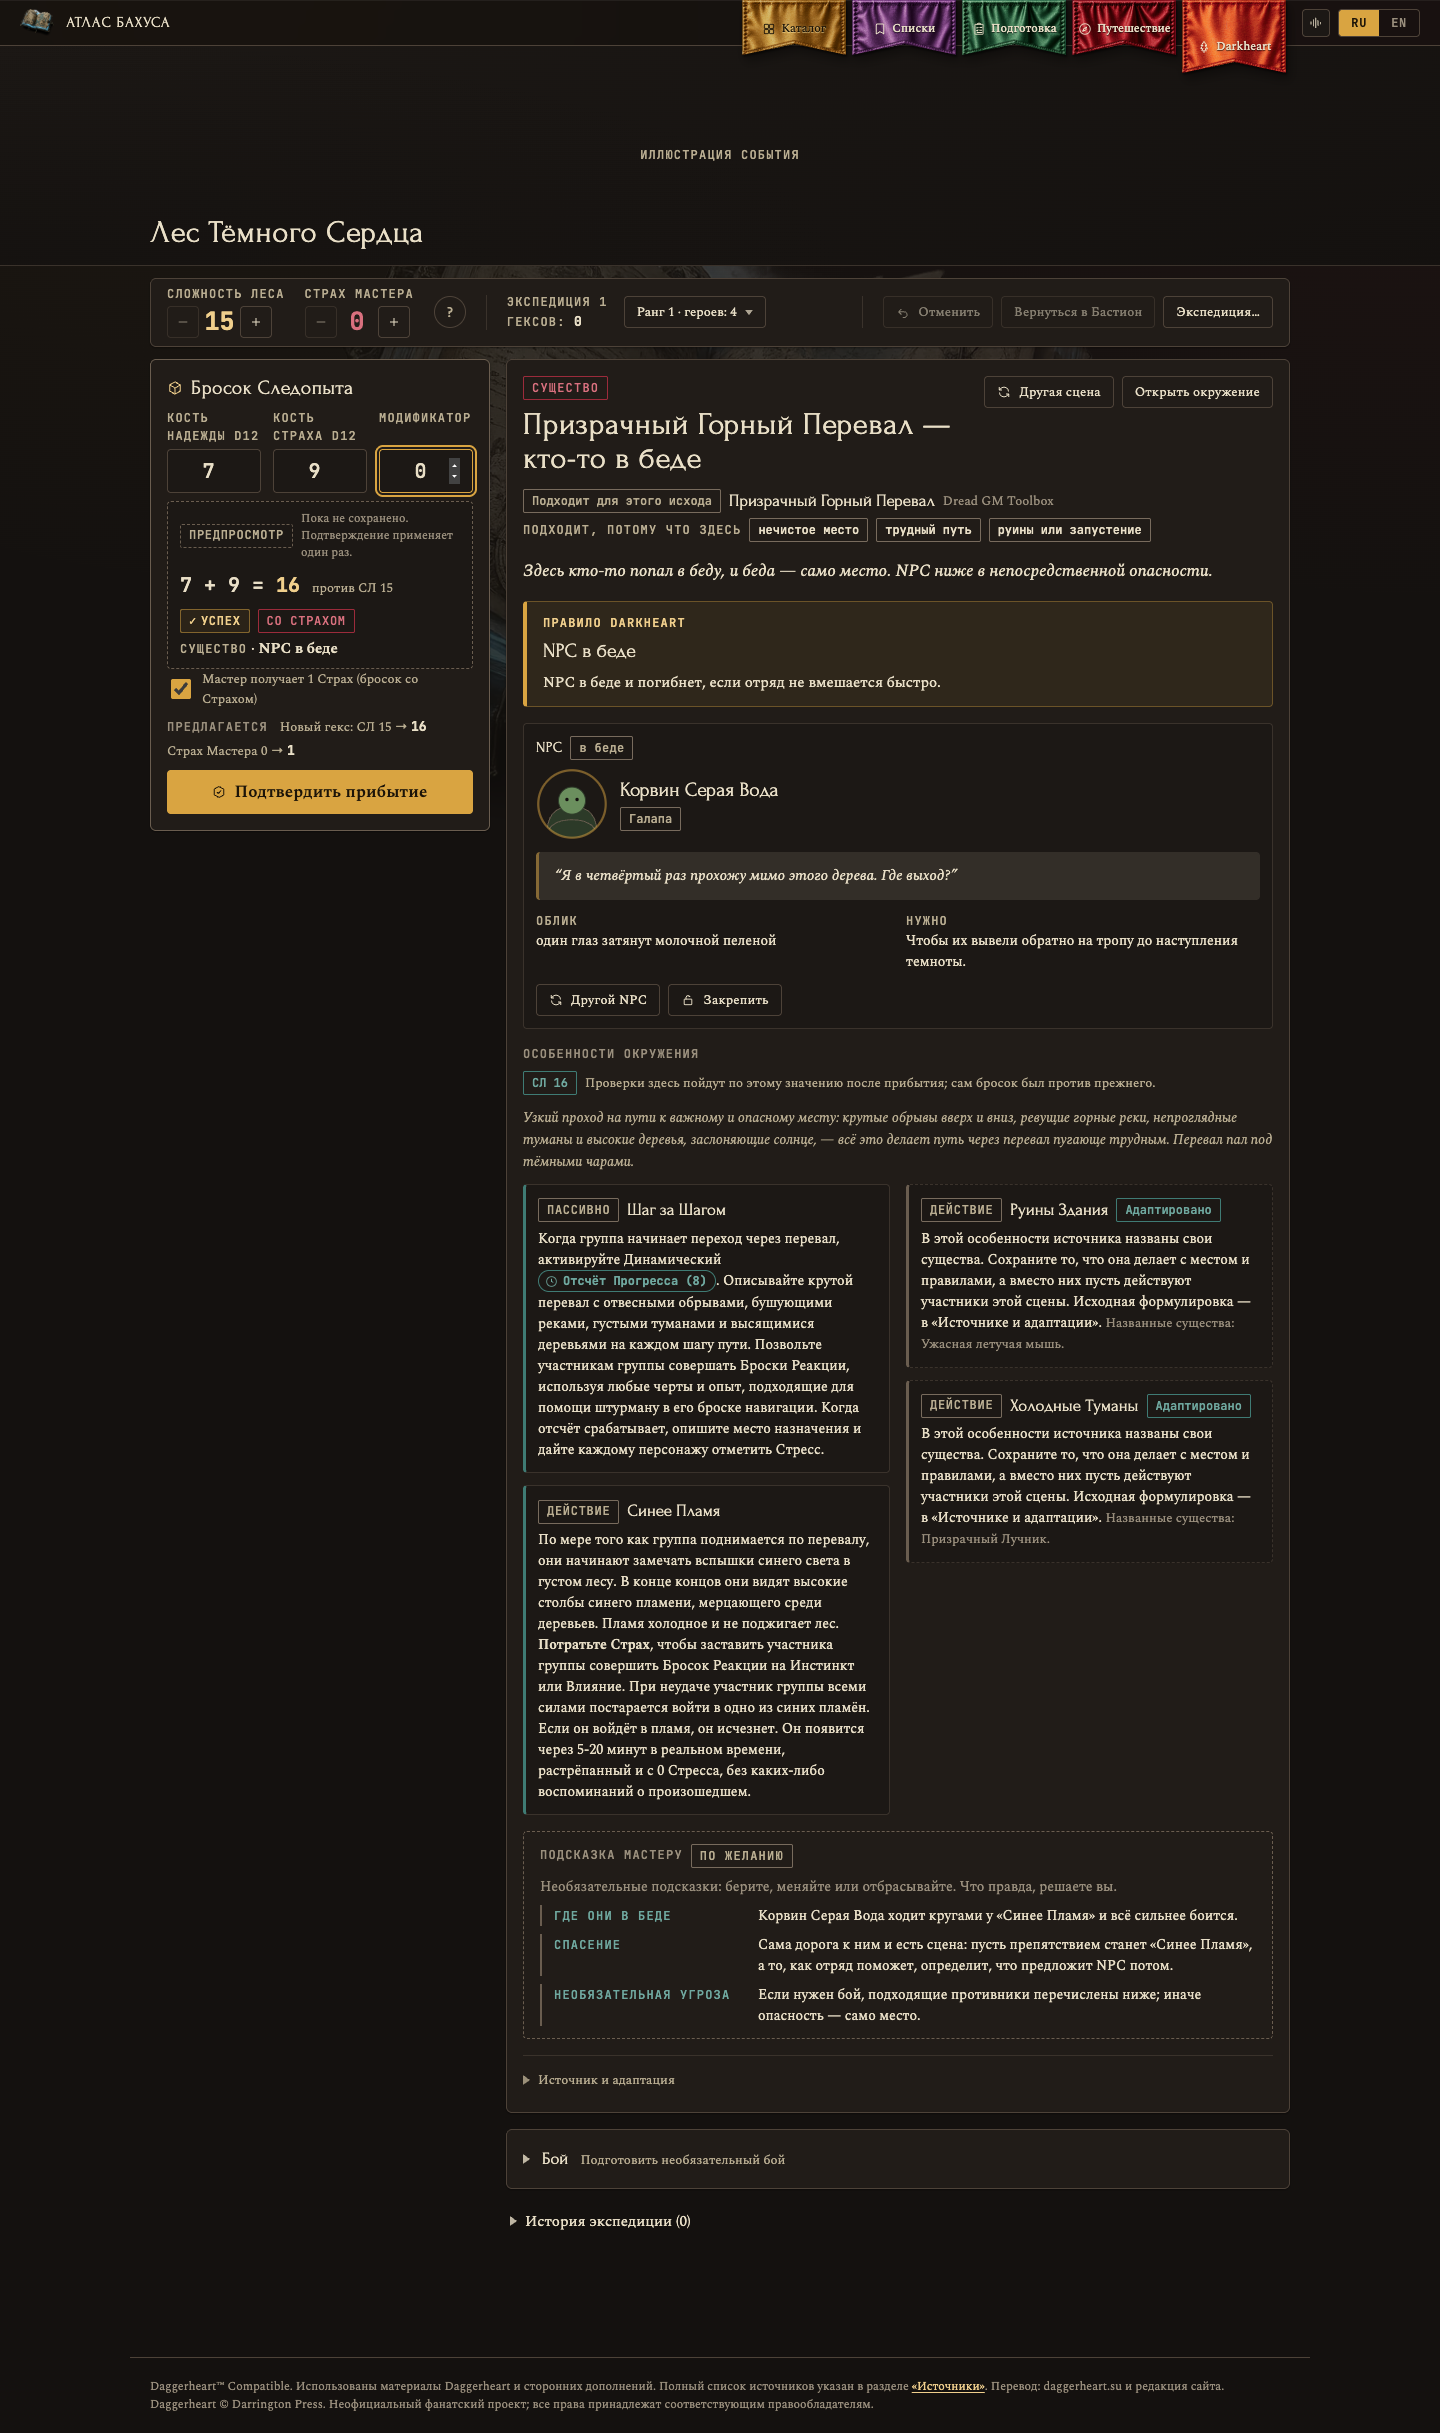 АТЛАС БАХУСА
Каталог
Списки
Подготовка
Путешествие
Darkheart
RU
EN
ИЛЛЮСТРАЦИЯ СОБЫТИЯ
Лес Тёмного Сердца
СЛОЖНОСТЬ ЛЕСА
− 15 +
СТРАХ МАСТЕРА
− 0 +
?
ЭКСПЕДИЦИЯ 1
ГЕКСОВ: 0
Ранг 1 · героев: 4
Отменить
Вернуться в Бастион
Экспедиция…
Бросок Следопыта
КОСТЬ НАДЕЖДЫ D12
КОСТЬ СТРАХА D12
МОДИФИКАТОР
7
9
0
ПРЕДПРОСМОТР
Пока не сохранено.
Подтверждение применяет
один раз.
7 + 9 = 16 против СЛ 15
✓ УСПЕХ
СО СТРАХОМ
СУЩЕСТВО · NPC в беде
Мастер получает 1 Страх (бросок со
Страхом)
ПРЕДЛАГАЕТСЯ Новый гекс: СЛ 15 → 16
Страх Мастера 0 → 1
Подтвердить прибытие
СУЩЕСТВО
Другая сцена
Открыть окружение
Призрачный Горный Перевал —
кто-то в беде
Подходит для этого исхода Призрачный Горный Перевал Dread GM Toolbox
ПОДХОДИТ, ПОТОМУ ЧТО ЗДЕСЬ нечистое место трудный путь руины или запустение
Здесь кто-то попал в беду, и беда — само место. NPC ниже в непосредственной опасности.
ПРАВИЛО DARKHEART
NPC в беде
NPC в беде и погибнет, если отряд не вмешается быстро.
NPC в беде
Корвин Серая Вода
Галапа
“Я в четвёртый раз прохожу мимо этого дерева. Где выход?”
ОБЛИК
один глаз затянут молочной пеленой
НУЖНО
Чтобы их вывели обратно на тропу до наступления
темноты.
Другой NPC
Закрепить
ОСОБЕННОСТИ ОКРУЖЕНИЯ
СЛ 16 Проверки здесь пойдут по этому значению после прибытия; сам бросок был против прежнего.
Узкий проход на пути к важному и опасному месту: крутые обрывы вверх и вниз, ревущие горные реки, непроглядные
туманы и высокие деревья, заслоняющие солнце, — всё это делает путь через перевал пугающе трудным. Перевал пал под
тёмными чарами.
ПАССИВНО Шаг за Шагом
Когда группа начинает переход через перевал,
активируйте Динамический
Отсчёт Прогресса (8). Описывайте крутой
перевал с отвесными обрывами, бушующими
реками, густыми туманами и высящимися
деревьями на каждом шагу пути. Позвольте
участникам группы совершать Броски Реакции,
используя любые черты и опыт, подходящие для
помощи штурману в его броске навигации. Когда
отсчёт срабатывает, опишите место назначения и
дайте каждому персонажу отметить Стресс.
ДЕЙСТВИЕ Синее Пламя
По мере того как группа поднимается по перевалу,
они начинают замечать вспышки синего света в
густом лесу. В конце концов они видят высокие
столбы синего пламени, мерцающего среди
деревьев. Пламя холодное и не поджигает лес.
Потратьте Страх, чтобы заставить участника
группы совершить Бросок Реакции на Инстинкт
или Влияние. При неудаче участник группы всеми
силами постарается войти в одно из синих пламён.
Если он войдёт в пламя, он исчезнет. Он появится
через 5-20 минут в реальном времени,
растрёпанный и с 0 Стресса, без каких-либо
воспоминаний о произошедшем.
ДЕЙСТВИЕ Руины Здания Адаптировано
В этой особенности источника названы свои
существа. Сохраните то, что она делает с местом и
правилами, а вместо них пусть действуют
участники этой сцены. Исходная формулировка —
в «Источнике и адаптации». Названные существа:
Ужасная летучая мышь.
ДЕЙСТВИЕ Холодные Туманы Адаптировано
В этой особенности источника названы свои
существа. Сохраните то, что она делает с местом и
правилами, а вместо них пусть действуют
участники этой сцены. Исходная формулировка —
в «Источнике и адаптации». Названные существа:
Призрачный Лучник.
ПОДСКАЗКА МАСТЕРУ ПО ЖЕЛАНИЮ
Необязательные подсказки: берите, меняйте или отбрасывайте. Что правда, решаете вы.
ГДЕ ОНИ В БЕДЕ
Корвин Серая Вода ходит кругами у «Синее Пламя» и всё сильнее боится.
СПАСЕНИЕ
Сама дорога к ним и есть сцена: пусть препятствием станет «Синее Пламя»,
а то, как отряд поможет, определит, что предложит NPC потом.
НЕОБЯЗАТЕЛЬНАЯ УГРОЗА
Если нужен бой, подходящие противники перечислены ниже; иначе
опасность — само место.
Источник и адаптация
Бой Подготовить необязательный бой
История экспедиции (0)
Daggerheart™ Compatible. Использованы материалы Daggerheart и сторонних дополнений. Полный список источников указан в разделе «Источники». Перевод: daggerheart.su и редакция сайта.
Daggerheart © Darrington Press. Неофициальный фанатский проект; все права принадлежат соответствующим правообладателям.